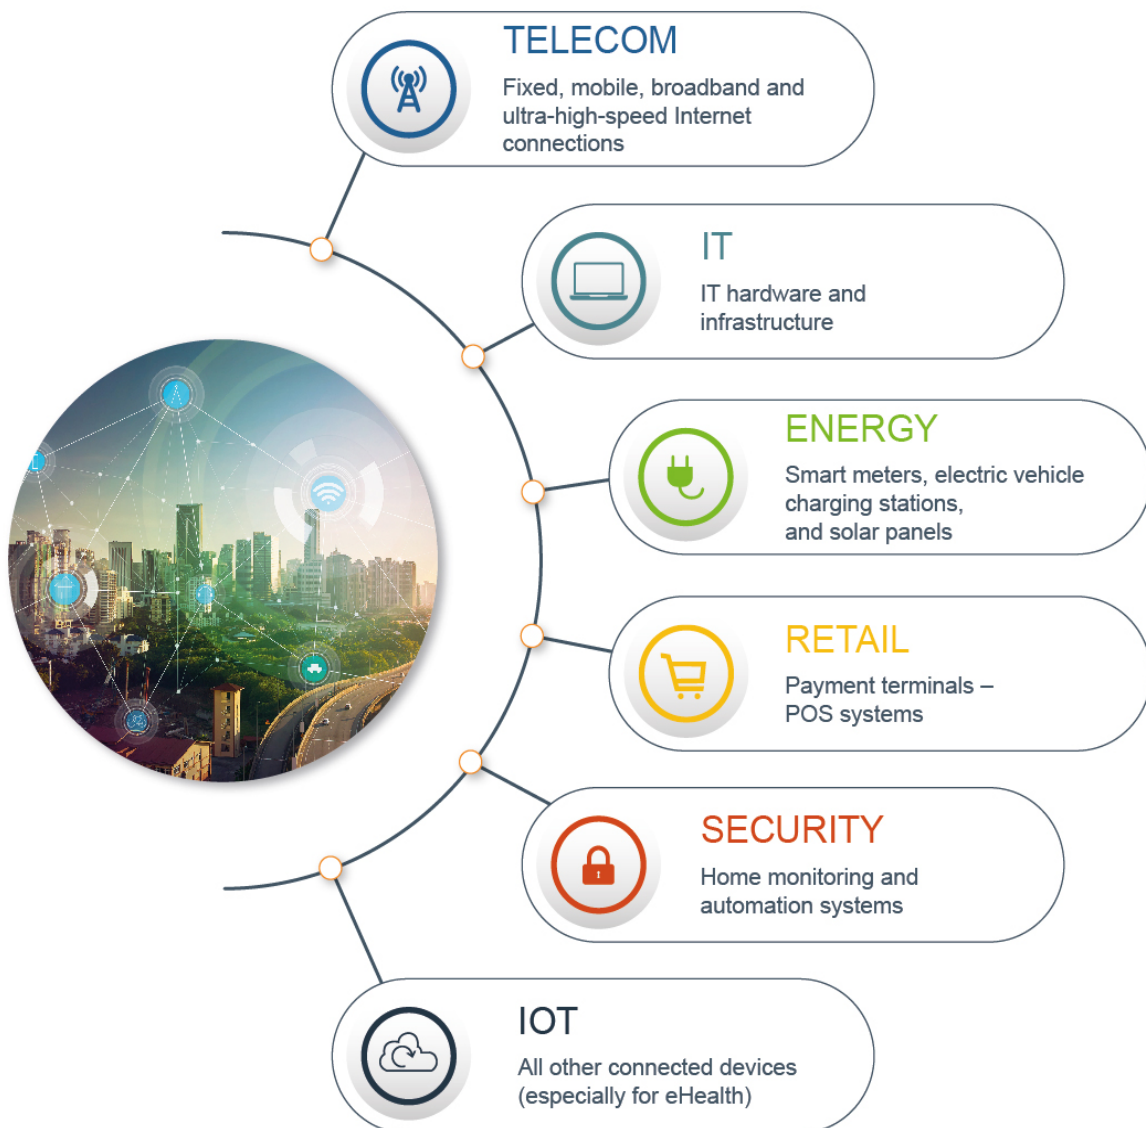 TELECOM
Fixed, mobile, broadband and
ultra-high-speed Internet
connections
IT
IT hardware and
infrastructure
ENERGY
Smart meters, electric vehicle
charging stations,
and solar panels
RETAIL
Payment terminals –
POS systems
SECURITY
Home monitoring and
automation systems
IOT
All other connected devices
(especially for eHealth)